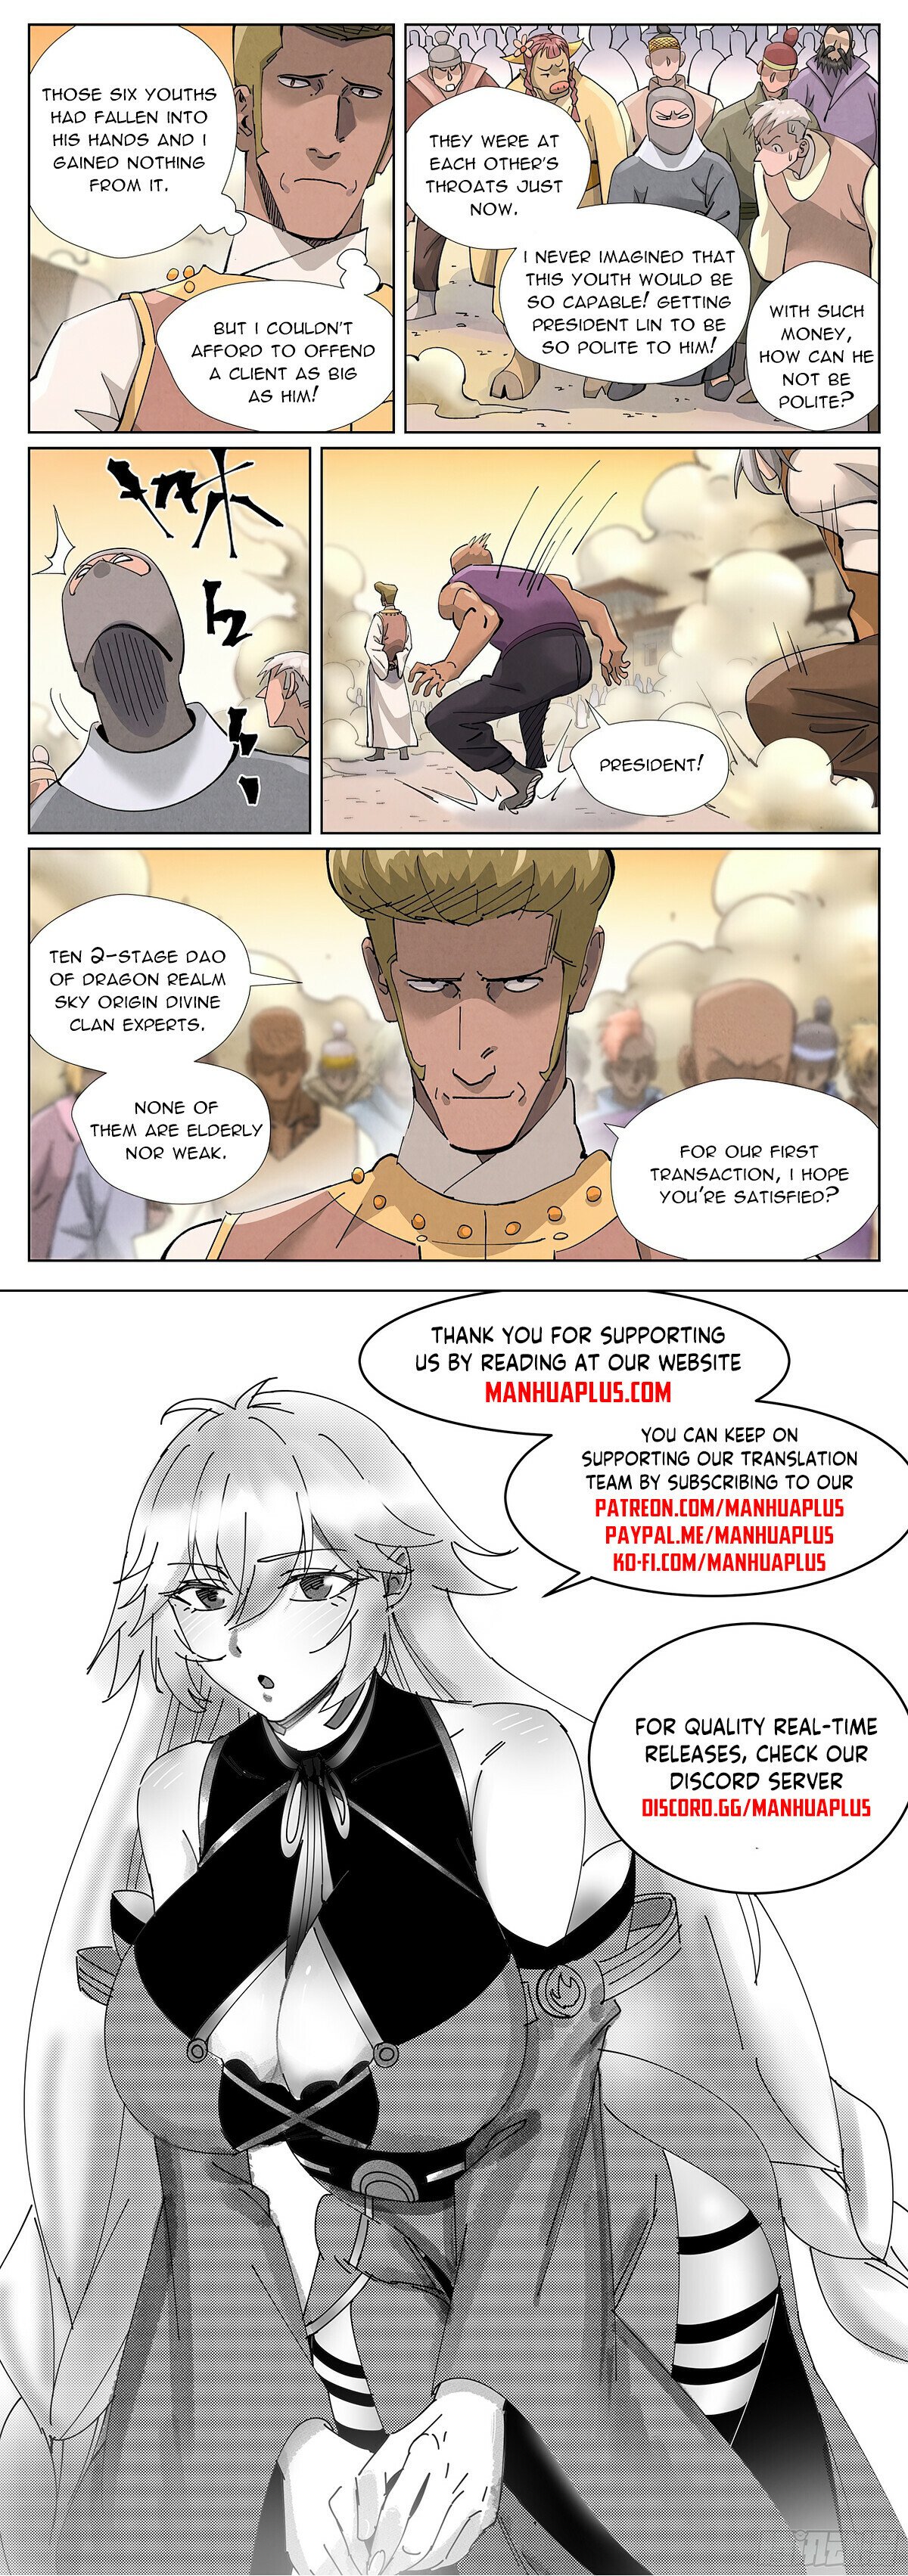 THOSE SIX YOUTHS
HAD FALLEN INTO
HIS HANDS AND I
GAINED NOTHING
FROM IT.
BUT I COULDN'T
AFFORD TO OFFEND
A CLIENT AS BIG
AS HIM!
THEY WERE AT
EACH OTHER'S
THROATS JUST
NOW.
I NEVER IMAGINED THAT
THIS YOUTH WOULD BE
SO CAPABLE! GETTING
PRESIDENT LIN TO BE
SO POLITE TO HIM!
WITH SUCH
MONEY,
HOW CAN HE
NOT BE
POLITE?
PRESIDENT!
TEN 2-STAGE DAO
OF DRAGON REALM
SKY ORIGIN DIVINE
CLAN EXPERTS.
NONE OF
THEM ARE ELDERLY
NOR WEAK.
FOR OUR FIRST
TRANSACTION, I HOPE
YOU'RE SATISFIED?
THANK YOU FOR SUPPORTING
US BY READING AT OUR WEBSITE
MANHUAPLUS.COM
YOU CAN KEEP ON
SUPPORTING OUR TRANSLATION
TEAM BY SUBSCRIBING TO OUR
PATREON.COM/MANHUAPLUS
PAYPAL.ME/MANHUAPLUS
KO-FI.COM/MANHUAPLUS
FOR QUALITY REAL-TIME
RELEASES, CHECK OUR
DISCORD SERVER
DISCORD.GG/MANHUAPLUS